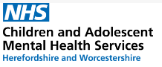 NHS
Children and Adolescent
Mental Health Services
Herefordshire and Worcestershire